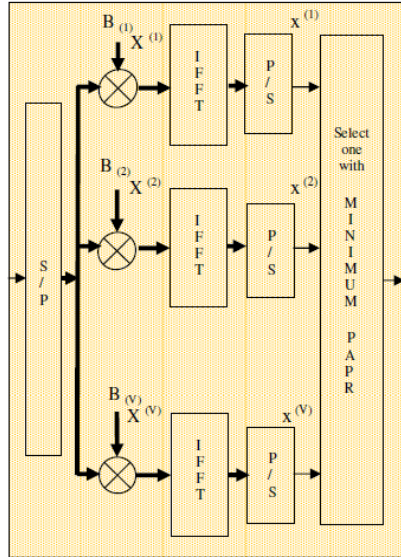 B (1)
X (1)
I
F
F
T
P
/
S
x (1)
B (2)
X (2)
I
F
F
T
P
/
S
x (2)
S
/
P
B (V)
X (V)
I
F
F
T
P
/
S
x (V)
Select
one
with
M
I
N
I
M
U
M
P
A
P
R